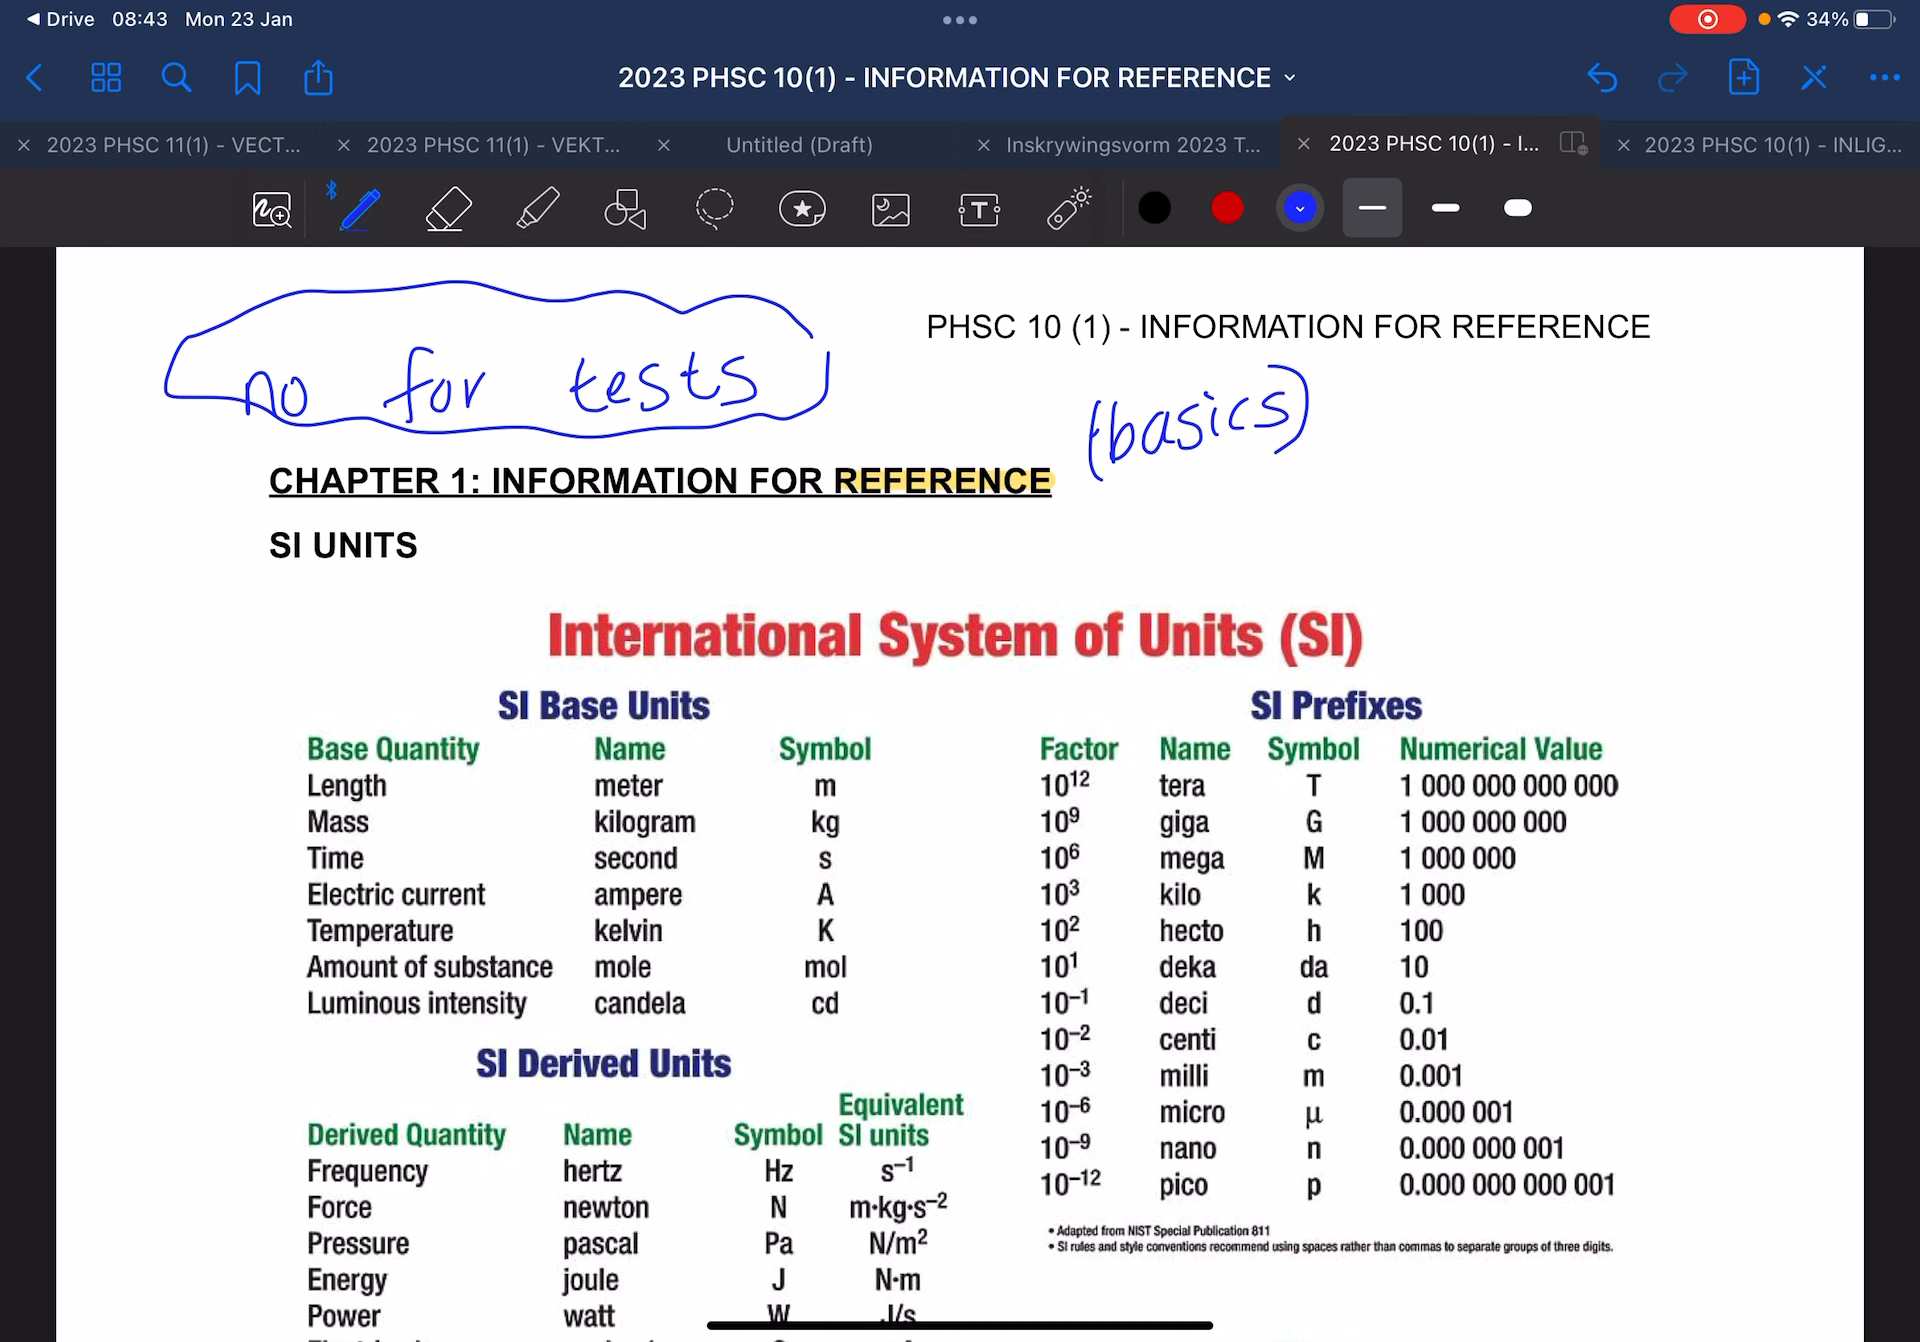 Drive 08:43 Mon 23 Jan
34%
2023 PHSC 10(1) - INFORMATION FOR REFERENCE
2023 PHSC 11(1) - VECT...
2023 PHSC 11(1) - VEKT...
Untitled (Draft)
Inskrywingsvorm 2023 T...
2023 PHSC 10(1) - I...
2023 PHSC 10(1) - INLIG...
no for tests
PHSC 10 (1) - INFORMATION FOR REFERENCE
(basics)
CHAPTER 1: INFORMATION FOR REFERENCE
SI UNITS
International System of Units (SI)
SI Base Units
Base Quantity Name Symbol
Length meter m
Mass kilogram kg
Time second s
Electric current ampere A
Temperature kelvin K
Amount of substance mole mol
Luminous intensity candela cd
SI Derived Units
Equivalent
Derived Quantity Name Symbol SI units
Frequency hertz Hz s⁻¹
Force newton N m·kg·s⁻²
Pressure pascal Pa N/m²
Energy joule J N·m
Power watt W J/s
SI Prefixes
Factor Name Symbol Numerical Value
10¹² tera T 1 000 000 000 000
10⁹ giga G 1 000 000 000
10⁶ mega M 1 000 000
10³ kilo k 1 000
10² hecto h 100
10¹ deka da 10
10⁻¹ deci d 0.1
10⁻² centi c 0.01
10⁻³ milli m 0.001
10⁻⁶ micro μ 0.000 001
10⁻⁹ nano n 0.000 000 001
10⁻¹² pico p 0.000 000 000 001
• Adapted from NIST Special Publication 811
• SI rules and style conventions recommend using spaces rather than commas to separate groups of three digits.